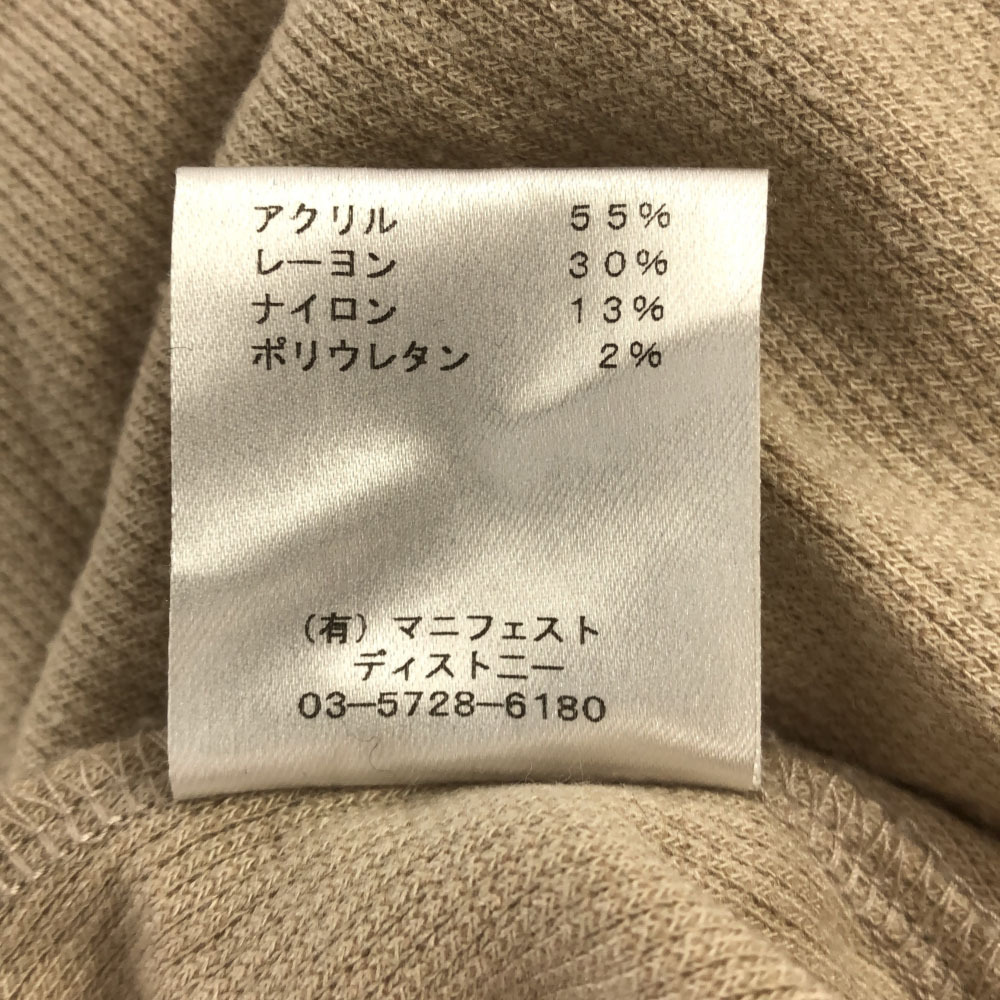 アクリル 55%
レーヨン 30%
ナイロン 13%
ポリウレタン 2%
(有)マニフェスト
ディストニー
03-5728-6180